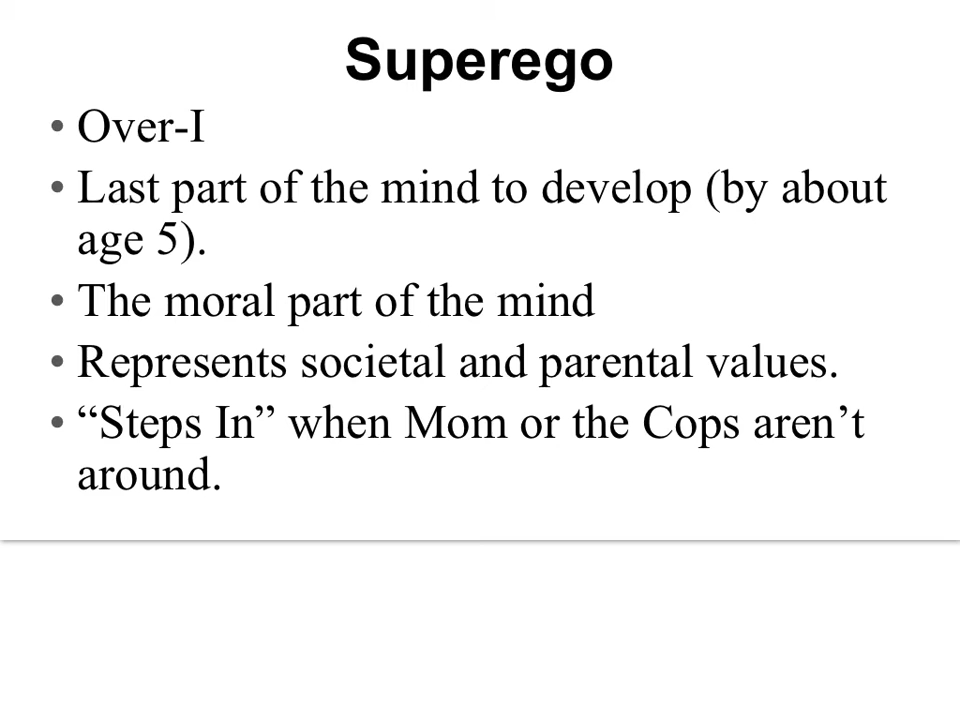 Superego
• Over-I
• Last part of the mind to develop (by about
age 5).
• The moral part of the mind
• Represents societal and parental values.
• “Steps In” when Mom or the Cops aren’t
around.